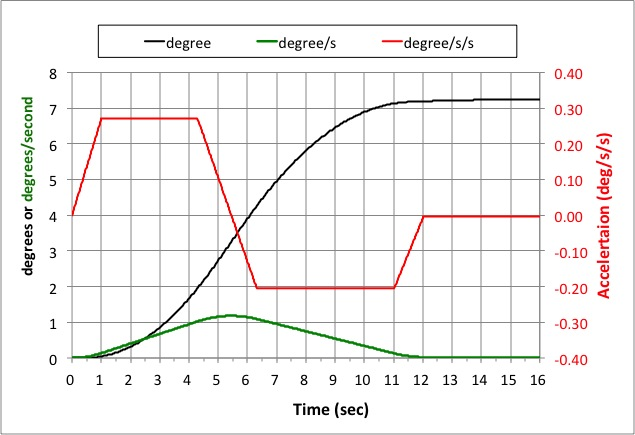 degree degree/s degree/s/s
8 0.40
7 0.30
6 0.20
5 0.10
4 0.00
3 -0.10
2 -0.20
1 -0.30
0 -0.40
0 1 2 3 4 5 6 7 8 9 10 11 12 13 14 15 16
degrees or degrees/second
Accelertaion (deg/s/s)
Time (sec)